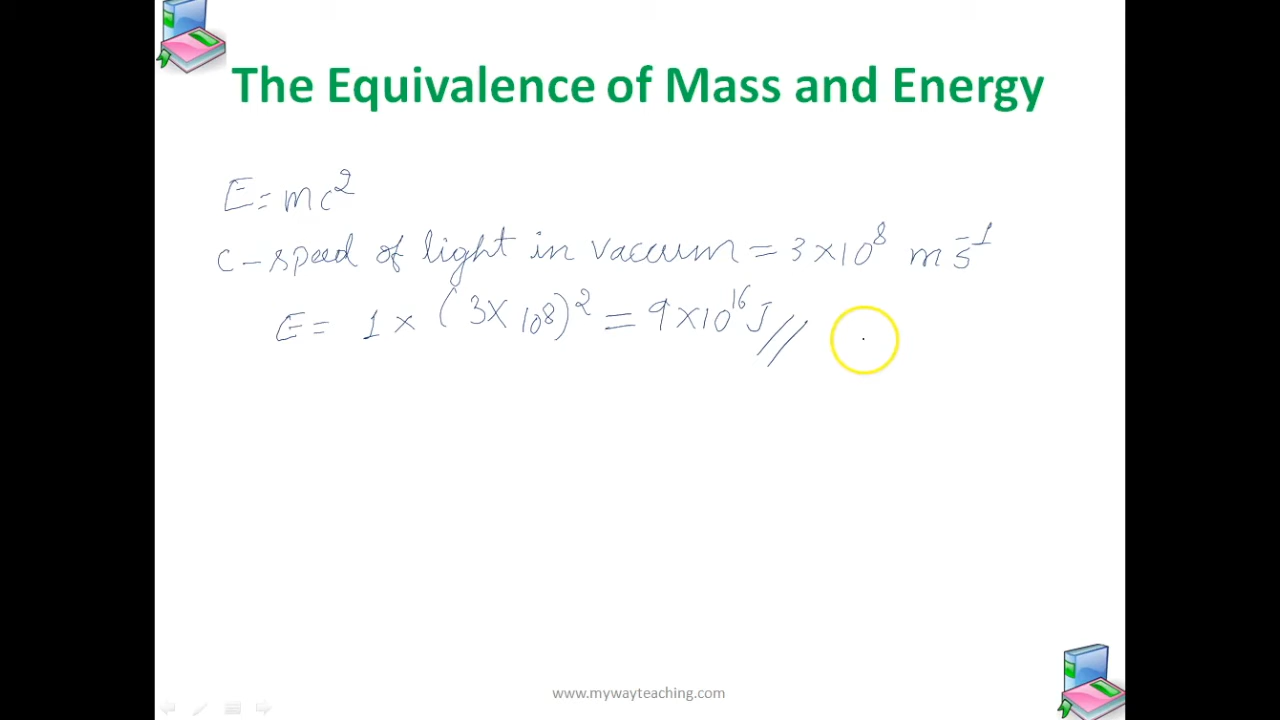 The Equivalence of Mass and Energy
E = mc²
c - speed of light in vaccum = 3 × 10⁸ m s⁻¹
E = 1 × (3 × 10⁸)² = 9 × 10¹⁶ J //
www.mywayteaching.com